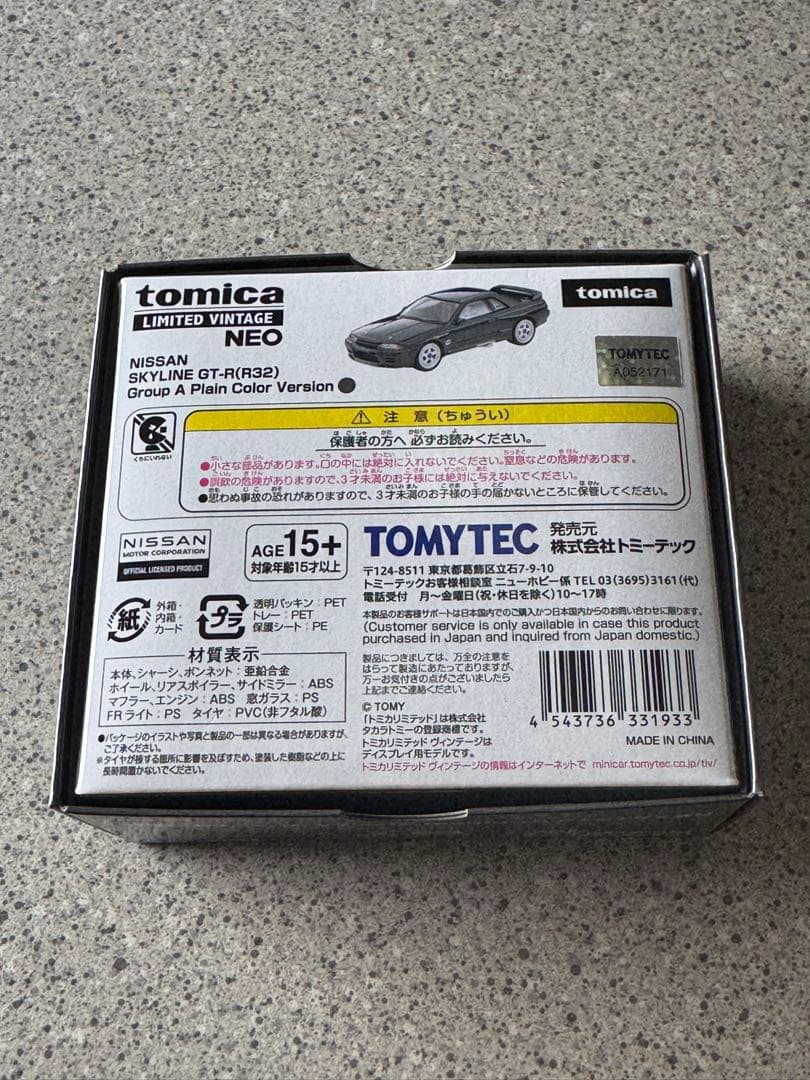 tomica
LIMITED VINTAGE
NEO
NISSAN
SKYLINE GT-R(R32)
Group A Plain Color Version
tomica
TOMYTEC
A052171
くちにいれない
注 意 (ちゅうい)
保護者の方へ 必ずお読みください。
●小さな部品があります。口の中には絶対に入れないでください。窒息などの危険があります。
●誤飲の危険がありますので、3才未満のお子様には絶対に与えないでください。
●思わぬ事故の恐れがありますので、3才未満のお子様の手の届かないところに保管してください。
NISSAN
MOTOR CORPORATION
OFFICIAL LICENSED PRODUCT
AGE 15+
対象年齢15才以上
TOMYTEC 発売元
株式会社トミーテック
〒124-8511 東京都葛飾区立石7-9-10
トミーテックお客様相談室 ニューホビー係 TEL 03(3695)3161(代)
電話受付 月〜金曜日(祝・休日を除く)10〜17時
本製品のお客様サポートは日本国内でのご購入かつ日本国内からのお問い合わせに限ります。
(Customer service is only available in case this product
purchased in Japan and inquired from Japan domestic.)
紙
外箱・
内箱・
カード
プラ
透明パッキン:PET
トレー:PET
保護シート:PE
材質表示
本体、シャーシ、ボンネット:亜鉛合金
ホイール、リアスポイラー、サイドミラー:ABS
マフラー、エンジン:ABS 窓ガラス:PS
FRライト:PS タイヤ:PVC(非フタル酸)
●パッケージのイラストや写真と製品の一部は異なる場合がありますが、
ご了承ください。
※タイヤが接する箇所に影響を及ぼすため、塗装した樹脂などの上に
長時間置かないでください。
製品につきましては、万全の注意を
はらって製造にあたっておりますが、
万一お気付きの点がございましたら
上記までご連絡ください。
© TOMY
「トミカリミテッド」は株式会社
タカラトミーの登録商標です。
トミカリミテッド ヴィンテージは
ディスプレイ用モデルです。
トミカリミテッド ヴィンテージの情報はインターネットで minicar.tomytec.co.jp/tlv/
4 543736 331933
MADE IN CHINA